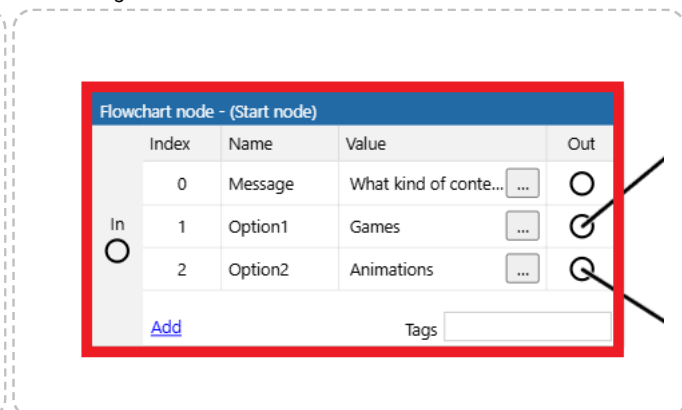 Flowchart node - (Start node)
Index Name Value Out
0 Message What kind of conte... ...
In
1 Option1 Games ...
2 Option2 Animations ...
Add Tags